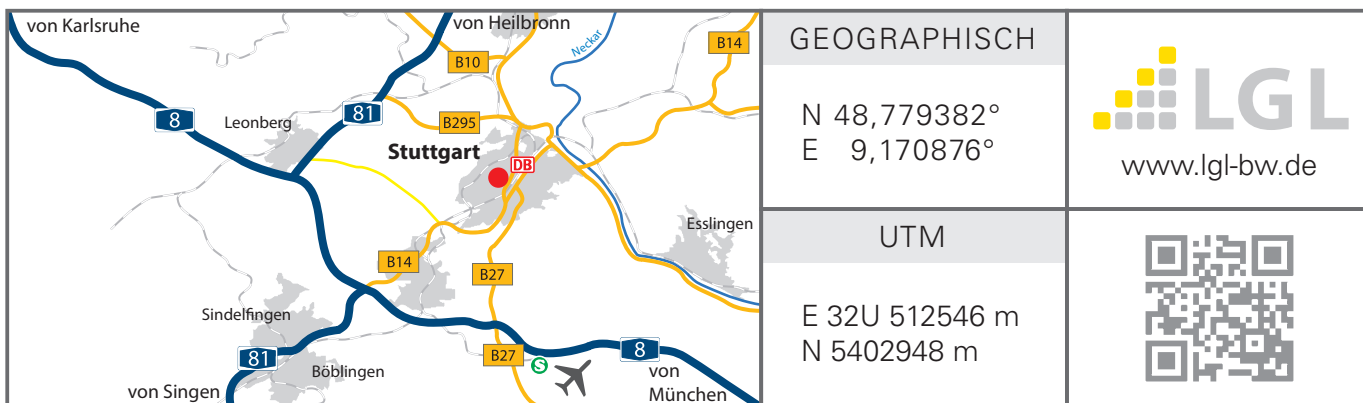 von Karlsruhe
von Heilbronn
Neckar
B14
B10
8
81
Leonberg
B295
Stuttgart
DB
Esslingen
B14
B27
Sindelfingen
81
Böblingen
B27
S
8
von Singen
von
München
GEOGRAPHISCH
N 48,779382°
E 9,170876°
LGL
www.lgl-bw.de
UTM
E 32U 512546 m
N 5402948 m